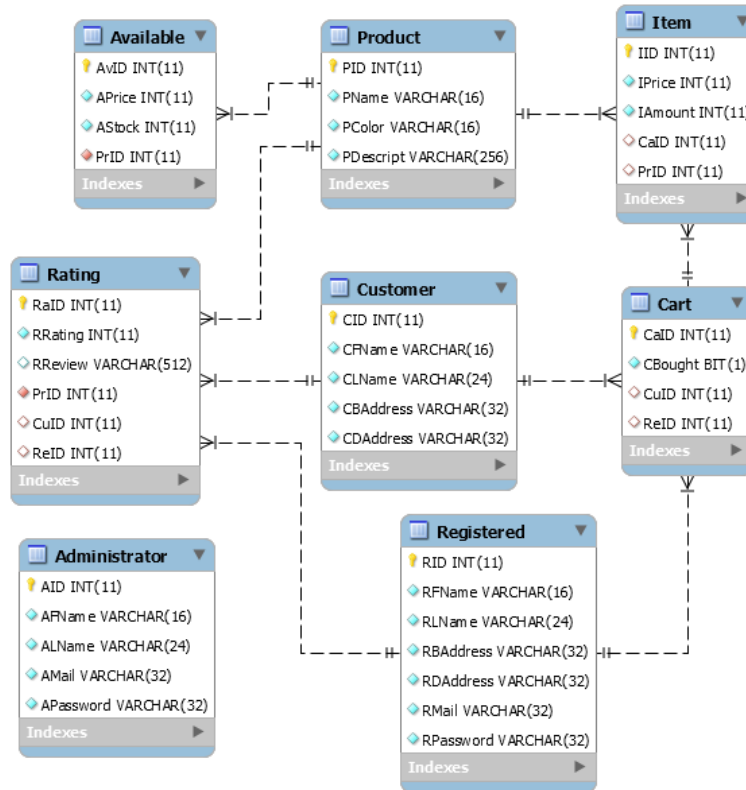 Available
AvID INT(11)
APrice INT(11)
AStock INT(11)
PrID INT(11)
Indexes
Product
PID INT(11)
PName VARCHAR(16)
PColor VARCHAR(16)
PDescript VARCHAR(256)
Indexes
Item
IID INT(11)
IPrice INT(11)
IAmount INT(11)
CaID INT(11)
PrID INT(11)
Indexes
Rating
RaID INT(11)
RRating INT(11)
RReview VARCHAR(512)
PrID INT(11)
CuID INT(11)
ReID INT(11)
Indexes
Customer
CID INT(11)
CFName VARCHAR(16)
CLName VARCHAR(24)
CBAddress VARCHAR(32)
CDAddress VARCHAR(32)
Indexes
Cart
CaID INT(11)
CBought BIT(1)
CuID INT(11)
ReID INT(11)
Indexes
Administrator
AID INT(11)
AFName VARCHAR(16)
ALName VARCHAR(24)
AMail VARCHAR(32)
APassword VARCHAR(32)
Indexes
Registered
RID INT(11)
RFName VARCHAR(16)
RLName VARCHAR(24)
RBAddress VARCHAR(32)
RDAddress VARCHAR(32)
RMail VARCHAR(32)
RPassword VARCHAR(32)
Indexes